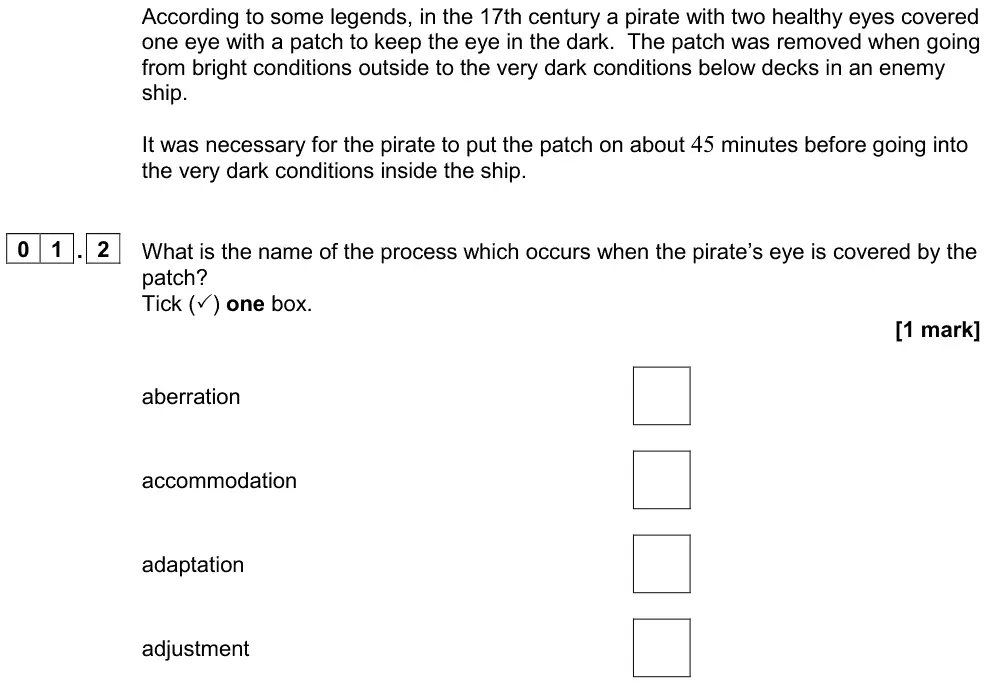 According to some legends, in the 17th century a pirate with two healthy eyes covered
one eye with a patch to keep the eye in the dark.  The patch was removed when going
from bright conditions outside to the very dark conditions below decks in an enemy
ship.
It was necessary for the pirate to put the patch on about 45 minutes before going into
the very dark conditions inside the ship.
0 1 . 2 What is the name of the process which occurs when the pirate's eye is covered by the
patch?
Tick (✓) one box.
[1 mark]
aberration
accommodation
adaptation
adjustment